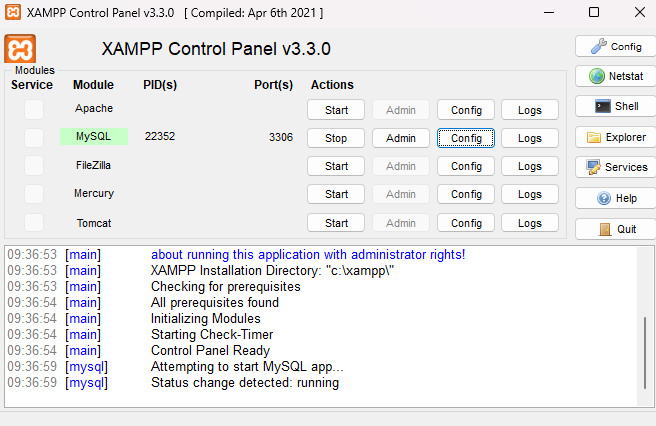 XAMPP Control Panel v3.3.0 [ Compiled: Apr 6th 2021 ]
XAMPP Control Panel v3.3.0
Config
Modules
Service Module PID(s) Port(s) Actions
Netstat
Apache Start Admin Config Logs
Shell
MySQL 22352 3306 Stop Admin Config Logs
Explorer
FileZilla Start Admin Config Logs
Services
Mercury Start Admin Config Logs
Help
Tomcat Start Admin Config Logs
Quit
09:36:53 [main] about running this application with administrator rights!
09:36:53 [main] XAMPP Installation Directory: "c:\xampp\"
09:36:53 [main] Checking for prerequisites
09:36:54 [main] All prerequisites found
09:36:54 [main] Initializing Modules
09:36:54 [main] Starting Check-Timer
09:36:54 [main] Control Panel Ready
09:36:59 [mysql] Attempting to start MySQL app...
09:36:59 [mysql] Status change detected: running